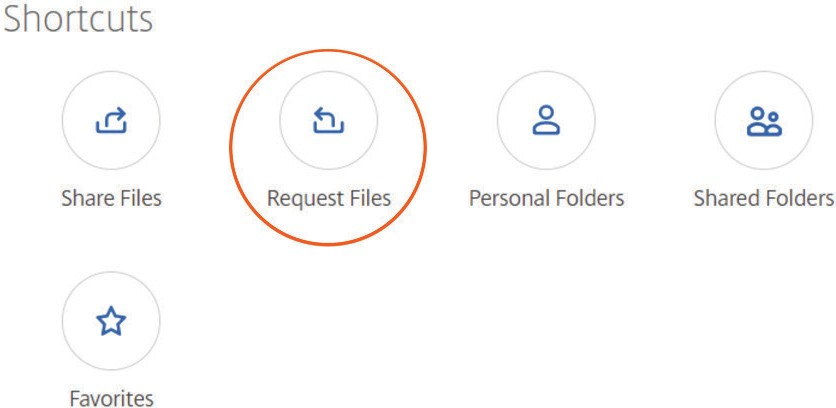 Shortcuts
Share Files
Request Files
Personal Folders
Shared Folders
Favorites